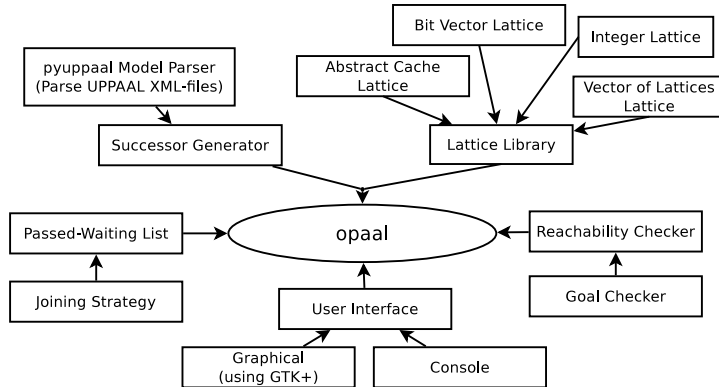 Bit Vector Lattice
Integer Lattice
pyuppaal Model Parser
(Parse UPPAAL XML-files)
Abstract Cache
Lattice
Vector of Lattices
Lattice
Successor Generator
Lattice Library
Passed-Waiting List
opaal
Reachability Checker
Joining Strategy
User Interface
Goal Checker
Graphical
(using GTK+)
Console